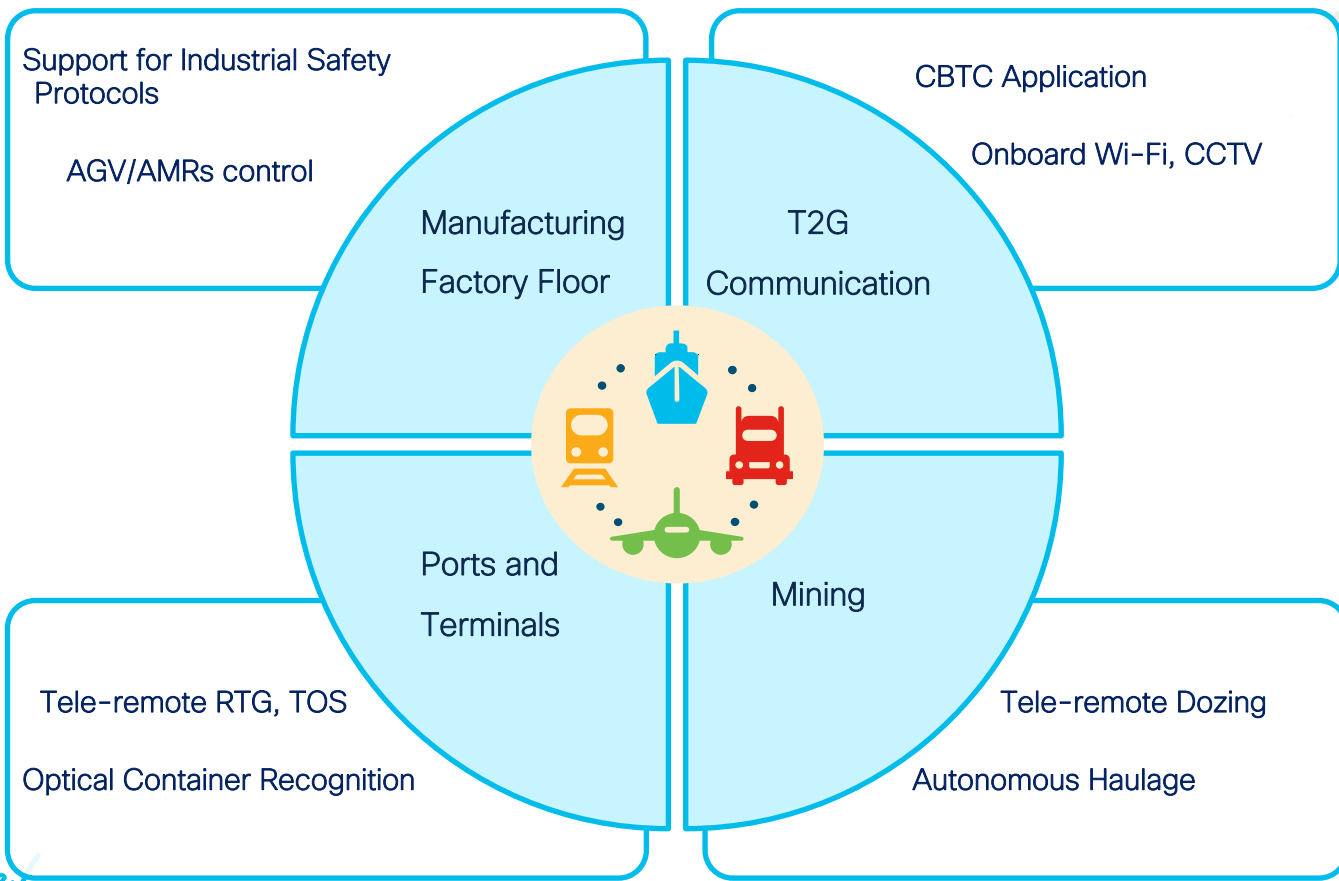 Support for Industrial Safety
Protocols
AGV/AMRs control
Manufacturing
Factory Floor
CBTC Application
Onboard Wi-Fi, CCTV
T2G
Communication
Ports and
Terminals
Tele-remote RTG, TOS
Optical Container Recognition
Mining
Tele-remote Dozing
Autonomous Haulage